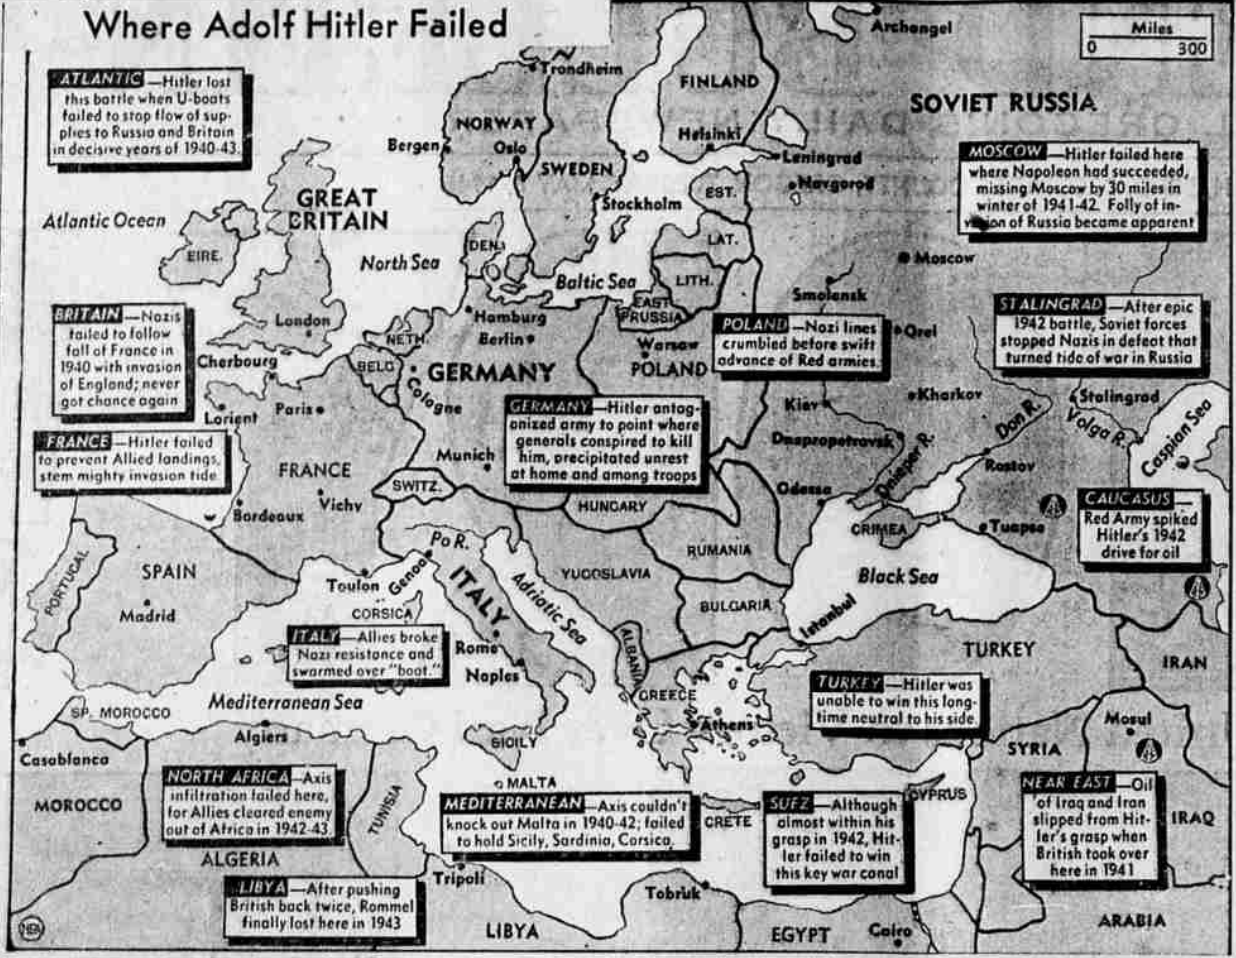 Where Adolf Hitler Failed
Miles
0 300
Archangel
Trondheim
FINLAND
SOVIET RUSSIA
ATLANTIC—Hitler lost
this battle when U-boats
failed to stop flow of sup-
plies to Russia and Britain
in decisive years of 1940-43.
NORWAY
Helsinki
Bergen
Oslo
Leningrad
MOSCOW—Hitler failed here
where Napoleon had succeeded,
missing Moscow by 30 miles in
winter of 1941-42. Folly of in-
vasion of Russia became apparent
SWEDEN
Novgorod
GREAT
BRITAIN
EST.
Stockholm
Atlantic Ocean
EIRE.
DEN.
LAT.
North Sea
Moscow
Baltic Sea
LITH.
Smolensk
EAST
PRUSSIA
BRITAIN—Nazis
failed to follow
fall of France in
1940 with invasion
of England; never
got chance again
London
Hamburg
NETH.
Berlin
Warsaw
POLAND
POLAND—Nazi lines
crumbled before swift
advance of Red armies.
Orel
STALINGRAD—After epic
1942 battle, Soviet forces
stopped Nazis in defeat that
turned tide of war in Russia
Cherbourg
BELG
GERMANY
Cologne
Kharkov
Stalingrad
Lorient
Paris
Kiev
Don R.
Volga R.
Caspian Sea
GERMANY—Hitler antag-
onized army to point where
generals conspired to kill
him, precipitated unrest
at home and among troops
FRANCE—Hitler failed
to prevent Allied landings,
stem mighty invasion tide
Dnepropetrovsk
Dnieper R.
Munich
FRANCE
Rostov
SWITZ.
Odessa
Vichy
Bordeaux
HUNGARY
CAUCASUS—
Red Army spiked
Hitler's 1942
drive for oil
CRIMEA
Tuapse
Po R.
RUMANIA
PORTUGAL
SPAIN
Toulon
Genoa
ITALY
Adriatic Sea
YUGOSLAVIA
Black Sea
Madrid
CORSICA
BULGARIA
Istanbul
ITALY—Allies broke
Nazi resistance and
swarmed over "boot."
Rome
Naples
ALBANIA
TURKEY
IRAN
Mediterranean Sea
GREECE
TURKEY—Hitler was
unable to win this long-
time neutral to his side.
SP. MOROCCO
Athens
Mosul
Algiers
SICILY
SYRIA
Casablanca
MALTA
CYPRUS
NORTH AFRICA—Axis
infiltration failed here,
for Allies cleared enemy
out of Africa in 1942-43.
MOROCCO
TUNISIA
MEDITERRANEAN—Axis couldn't
knock out Malta in 1940-42; failed
to hold Sicily, Sardinia, Corsica.
CRETE
SUEZ—Although
almost within his
grasp in 1942, Hit-
ler failed to win
this key war canal
NEAR EAST—Oil
of Iraq and Iran
slipped from Hit-
ler's grasp when
British took over
here in 1941
IRAQ
ALGERIA
Tripoli
Tobruk
LIBYA—After pushing
British back twice, Rommel
finally lost here in 1943
NEA
LIBYA
EGYPT
Cairo
ARABIA